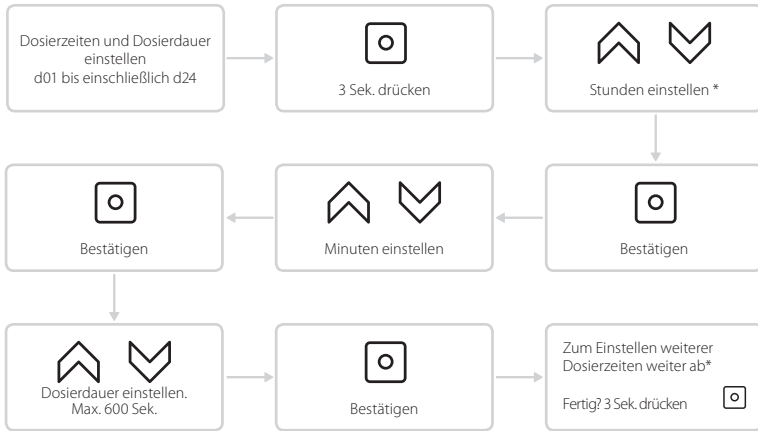 Dosierzeiten und Dosierdauer
einstellen
d01 bis einschließlich d24
3 Sek. drücken
Stunden einstellen *
Bestätigen
Minuten einstellen
Bestätigen
Dosierdauer einstellen.
Max. 600 Sek.
Bestätigen
Zum Einstellen weiterer
Dosierzeiten weiter ab*
Fertig? 3 Sek. drücken